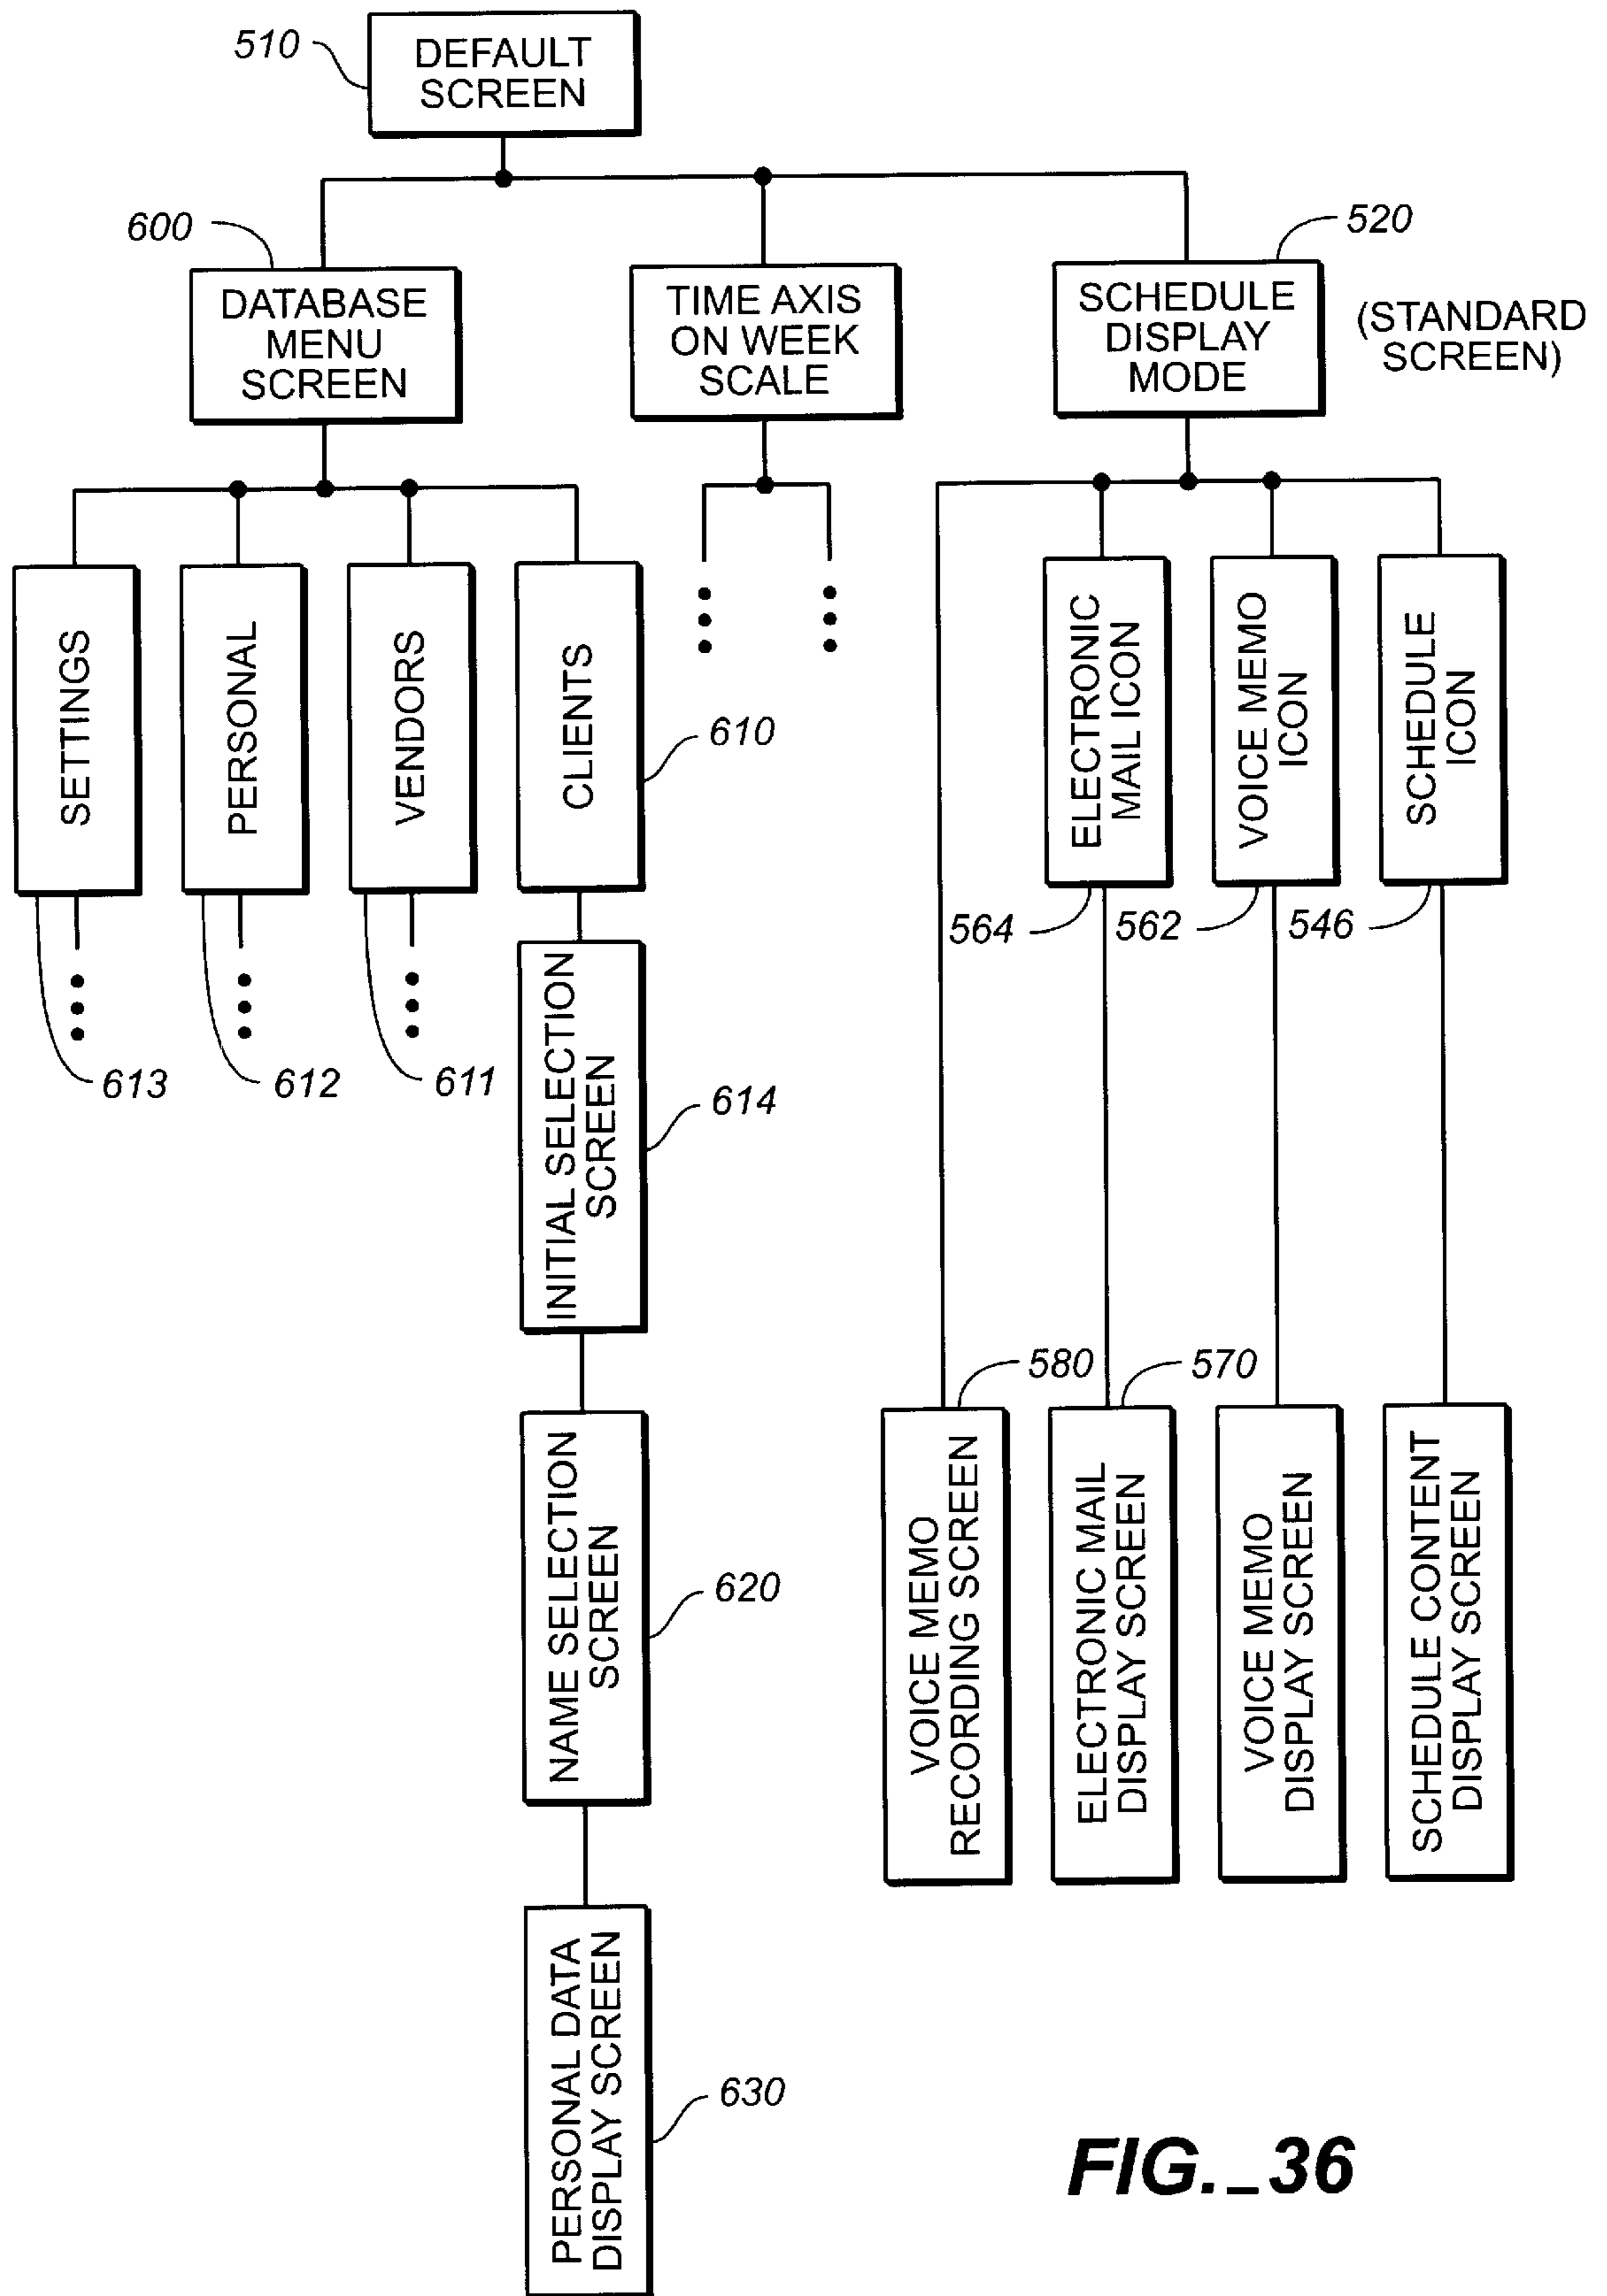 510
DEFAULT
SCREEN
600
520
DATABASE
MENU
SCREEN
TIME AXIS
ON WEEK
SCALE
SCHEDULE
DISPLAY
MODE
(STANDARD
SCREEN)
SETTINGS
PERSONAL
VENDORS
CLIENTS
610
ELECTRONIC
MAIL ICON
VOICE MEMO
ICON
SCHEDULE
ICON
564
562
546
613
612
611
INITIAL SELECTION
SCREEN
614
NAME SELECTION
SCREEN
620
580
570
VOICE MEMO
RECORDING SCREEN
ELECTRONIC MAIL
DISPLAY SCREEN
VOICE MEMO
DISPLAY SCREEN
SCHEDULE CONTENT
DISPLAY SCREEN
PERSONAL DATA
DISPLAY SCREEN
630
FIG._36